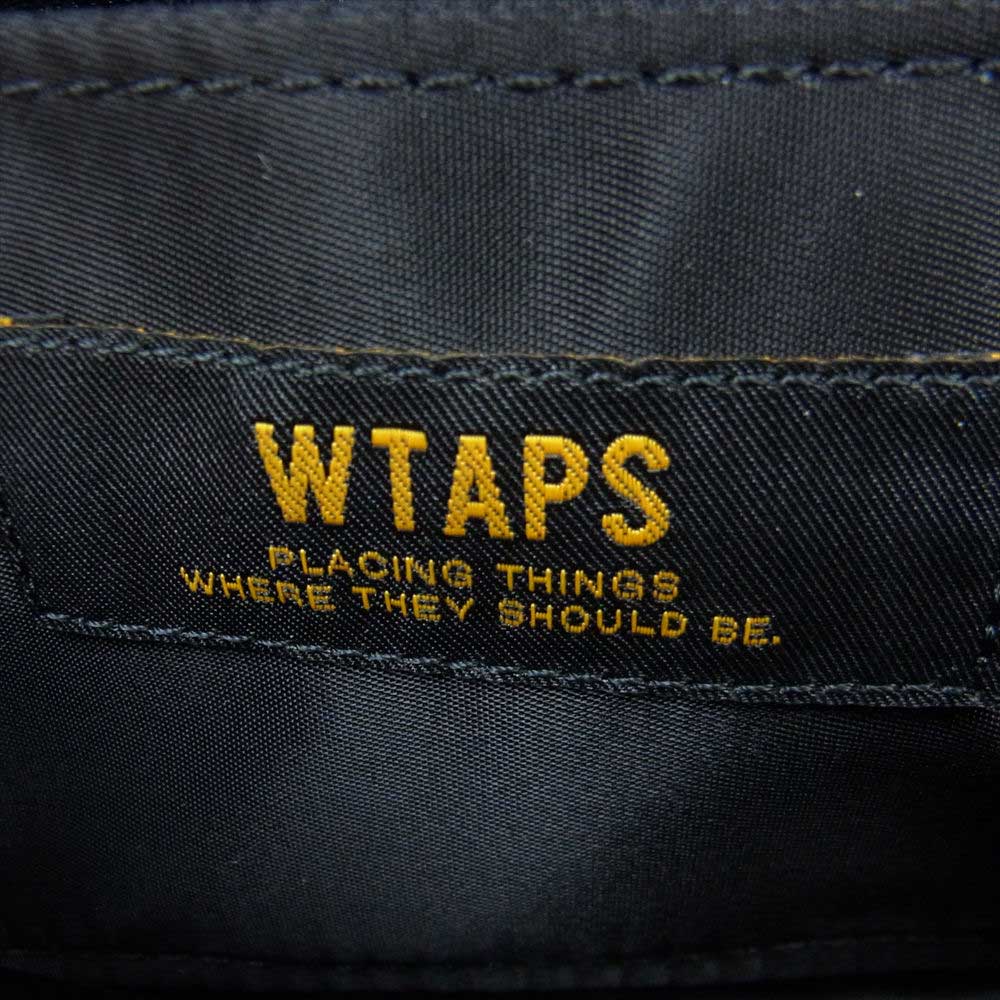 WTAPS
PLACING THINGS
WHERE THEY SHOULD BE.